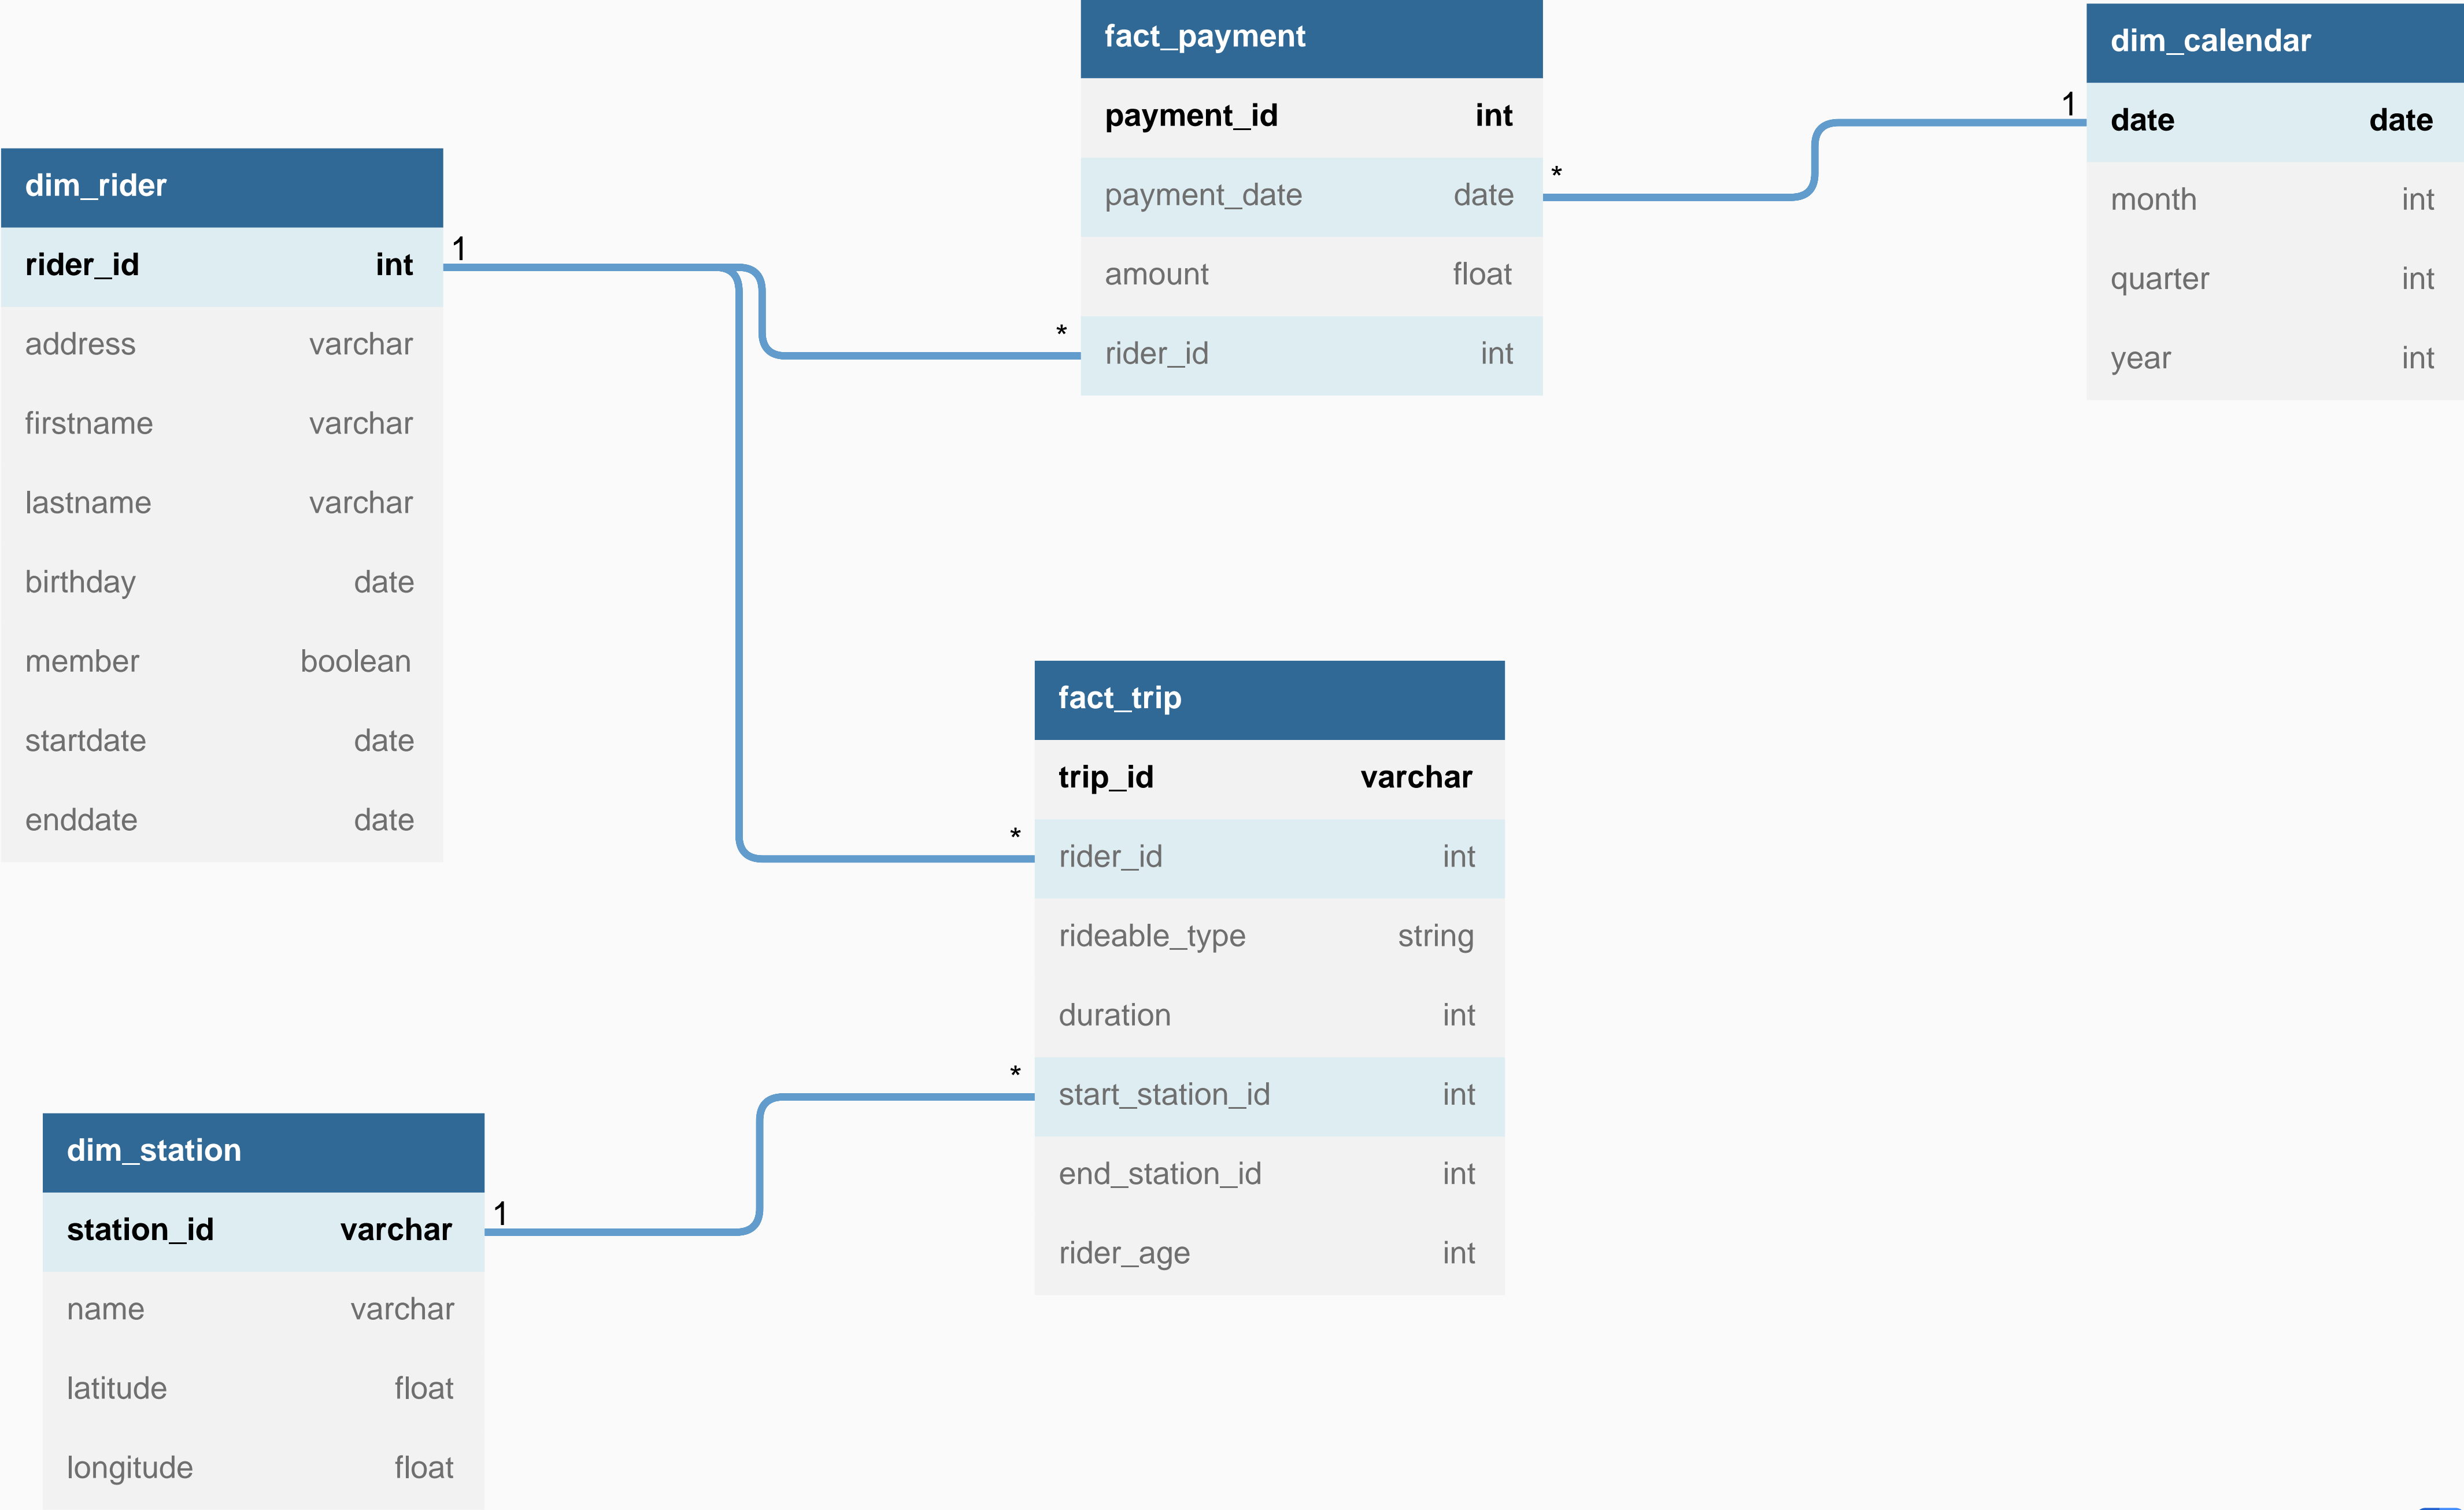 fact_payment
payment_id int
payment_date date
amount float
rider_id int
dim_calendar
date date
month int
quarter int
year int
dim_rider
rider_id int
address varchar
firstname varchar
lastname varchar
birthday date
member boolean
startdate date
enddate date
fact_trip
trip_id varchar
rider_id int
rideable_type string
duration int
start_station_id int
end_station_id int
rider_age int
dim_station
station_id varchar
name varchar
latitude float
longitude float
1
*
*
1
*
1
*